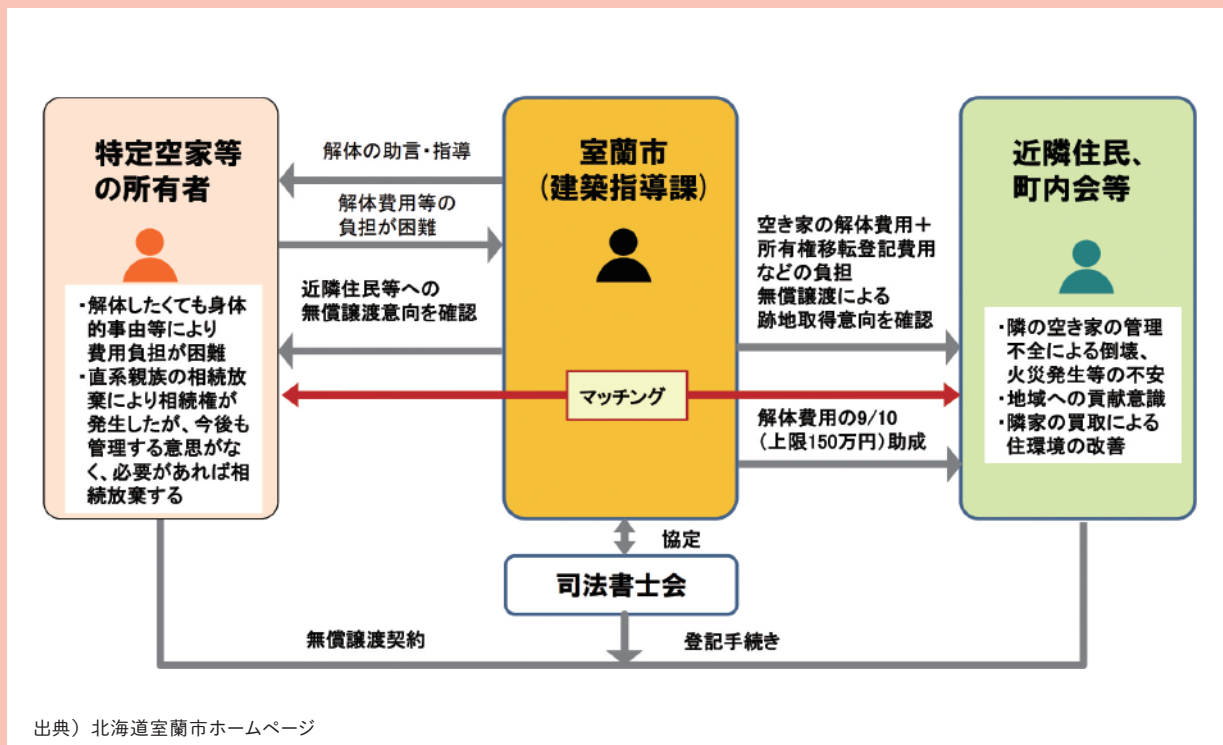 特定空家等
の所有者
・解体したくても身体
的事由等により
費用負担が困難
・直系親族の相続放
棄により相続権が
発生したが、今後も
管理する意思がな
く、必要があれば相
続放棄する
解体の助言・指導
解体費用等の
負担が困難
近隣住民等への
無償譲渡意向を確認
室蘭市
(建築指導課)
マッチング
空き家の解体費用＋
所有権移転登記費用
などの負担
無償譲渡による
跡地取得意向を確認
解体費用の9/10
(上限150万円)助成
近隣住民、
町内会等
・隣の空き家の管理
不全による倒壊、
火災発生等の不安
・地域への貢献意識
・隣家の買取による
住環境の改善
協定
司法書士会
無償譲渡契約
登記手続き
出典）北海道室蘭市ホームページ